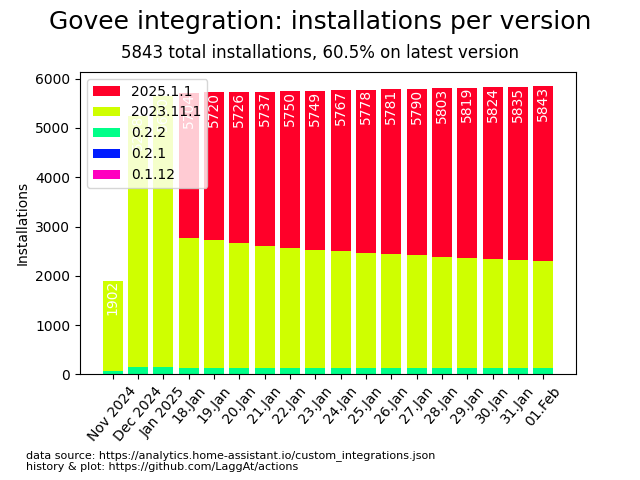 Govee integration: installations per version
5843 total installations, 60.5% on latest version
Installations
6000
5000
4000
3000
2000
1000
0
2025.1.1
2023.11.1
0.2.2
0.2.1
0.1.12
1902
5720
5726
5737
5750
5749
5767
5778
5781
5790
5803
5819
5824
5835
5843
Nov 2024
Dec 2024
Jan 2025
18.Jan
19.Jan
20.Jan
21.Jan
22.Jan
23.Jan
24.Jan
25.Jan
26.Jan
27.Jan
28.Jan
29.Jan
30.Jan
31.Jan
01.Feb
data source: https://analytics.home-assistant.io/custom_integrations.json
history & plot: https://github.com/LaggAt/actions